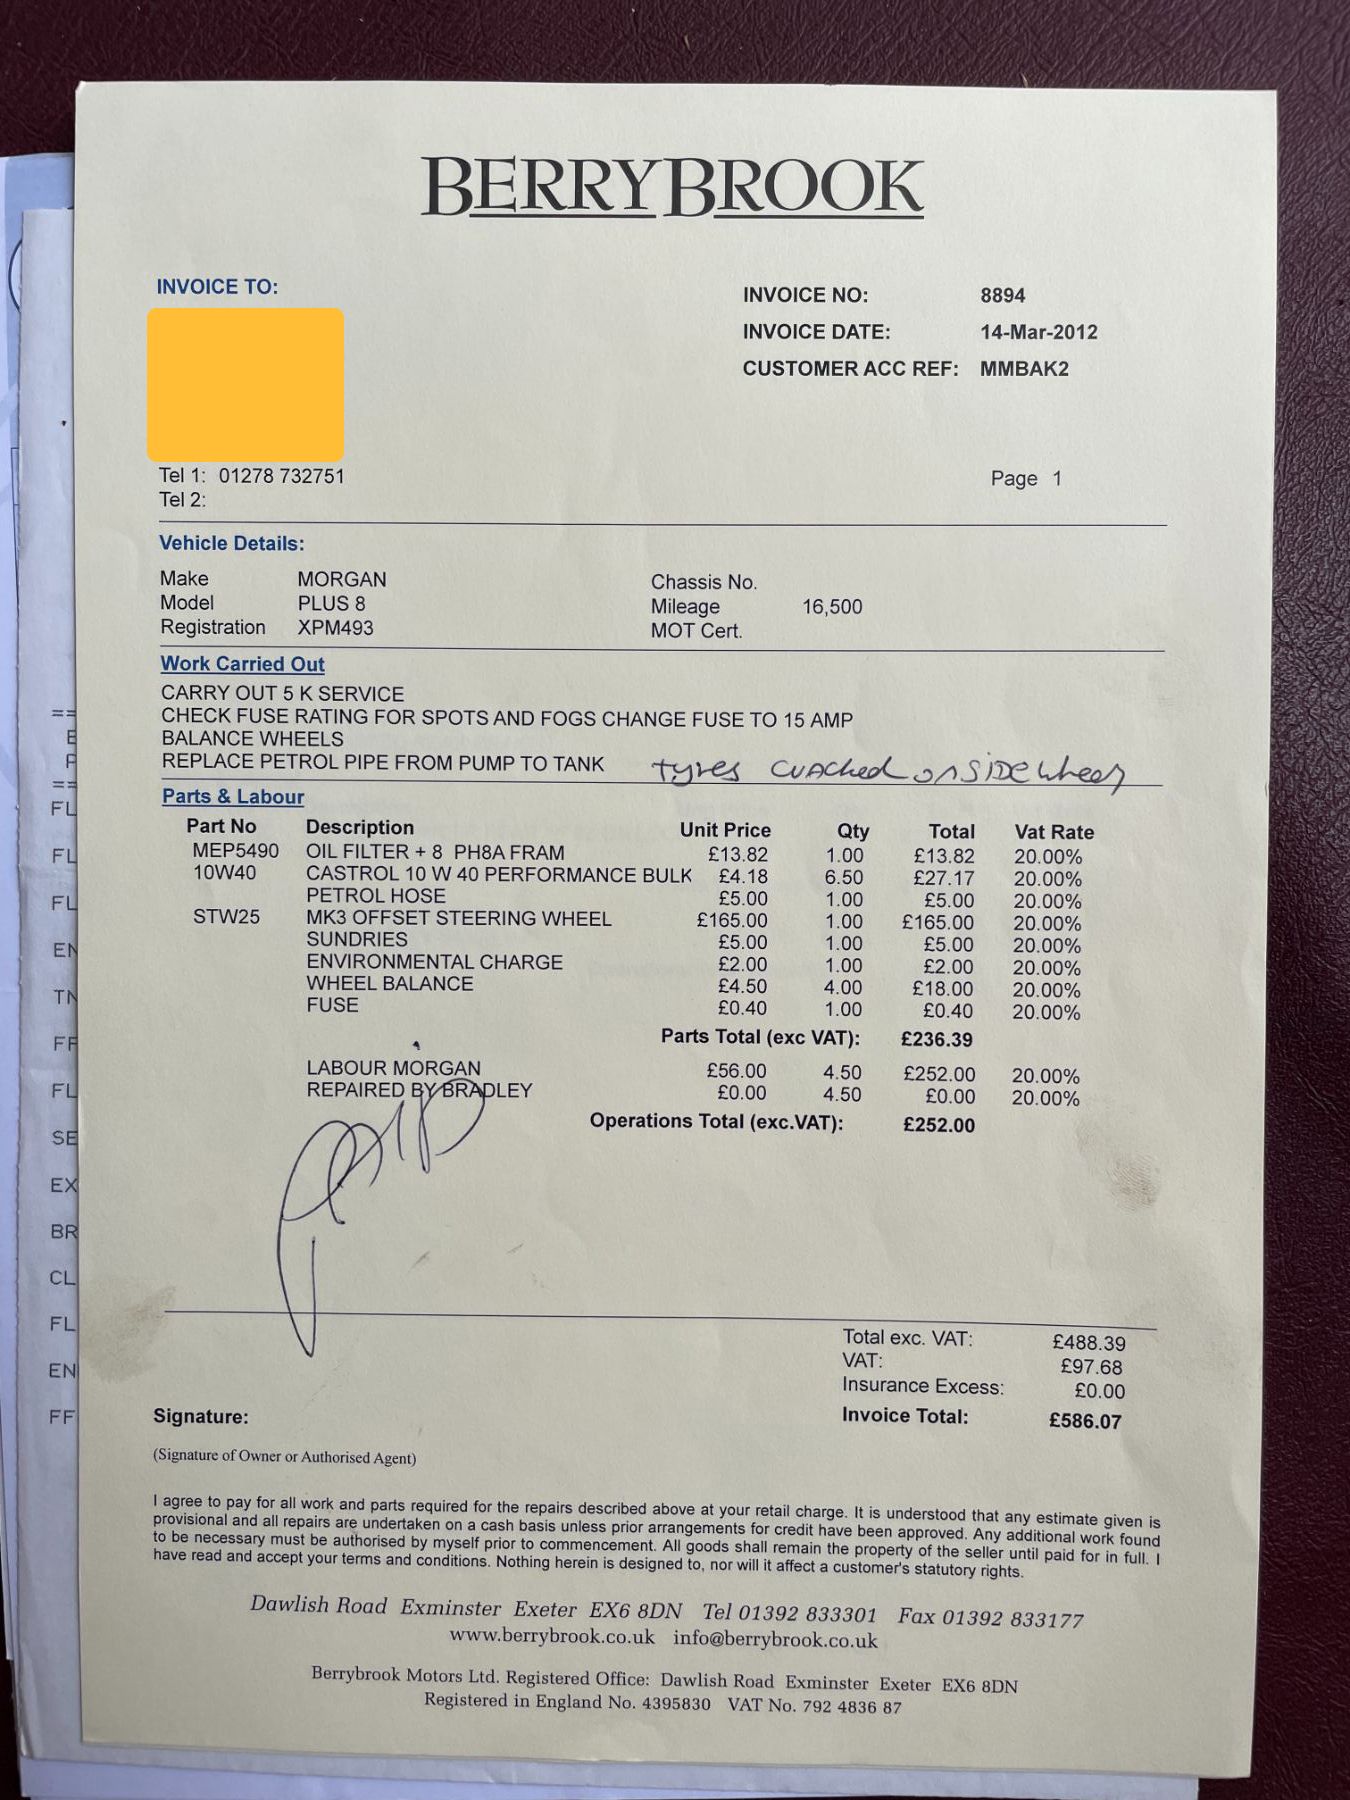 BERRYBROOK
INVOICE TO:
INVOICE NO: 8894
INVOICE DATE: 14-Mar-2012
CUSTOMER ACC REF: MMBAK2
Tel 1: 01278 732751
Tel 2:
Page 1
Vehicle Details:
Make MORGAN Chassis No.
Model PLUS 8 Mileage 16,500
Registration XPM493 MOT Cert.
Work Carried Out
CARRY OUT 5 K SERVICE
CHECK FUSE RATING FOR SPOTS AND FOGS CHANGE FUSE TO 15 AMP
BALANCE WHEELS
REPLACE PETROL PIPE FROM PUMP TO TANK tyres
Parts & Labour
Part No Description Unit Price Qty Total Vat Rate
MEP5490 OIL FILTER + 8 PH8A FRAM £13.82 1.00 £13.82 20.00%
10W40 CASTROL 10 W 40 PERFORMANCE BULK £4.18 6.50 £27.17 20.00%
PETROL HOSE £5.00 1.00 £5.00 20.00%
STW25 MK3 OFFSET STEERING WHEEL £165.00 1.00 £165.00 20.00%
SUNDRIES £5.00 1.00 £5.00 20.00%
ENVIRONMENTAL CHARGE £2.00 1.00 £2.00 20.00%
WHEEL BALANCE £4.50 4.00 £18.00 20.00%
FUSE £0.40 1.00 £0.40 20.00%
Parts Total (exc VAT): £236.39
LABOUR MORGAN £56.00 4.50 £252.00 20.00%
REPAIRED BY BRADLEY £0.00 4.50 £0.00 20.00%
Operations Total (exc.VAT): £252.00
Total exc. VAT: £488.39
VAT: £97.68
Insurance Excess: £0.00
Invoice Total: £586.07
Signature:
(Signature of Owner or Authorised Agent)
I agree to pay for all work and parts required for the repairs described above at your retail charge. It is understood that any estimate given is
provisional and all repairs are undertaken on a cash basis unless prior arrangements for credit have been approved. Any additional work found
to be necessary must be authorised by myself prior to commencement. All goods shall remain the property of the seller until paid for in full. I
have read and accept your terms and conditions. Nothing herein is designed to, nor will it affect a customer's statutory rights.
Dawlish Road Exminster Exeter EX6 8DN Tel 01392 833301 Fax 01392 833177
www.berrybrook.co.uk info@berrybrook.co.uk
Berrybrook Motors Ltd. Registered Office: Dawlish Road Exminster Exeter EX6 8DN
Registered in England No. 4395830 VAT No. 792 4836 87